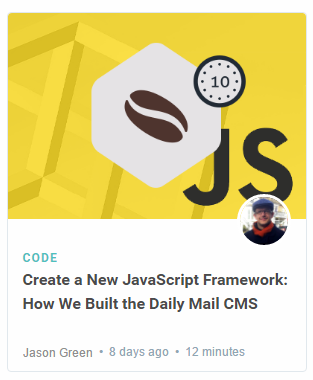 10
JS
CODE
Create a New JavaScript Framework:
How We Built the Daily Mail CMS
Jason Green • 8 days ago • 12 minutes